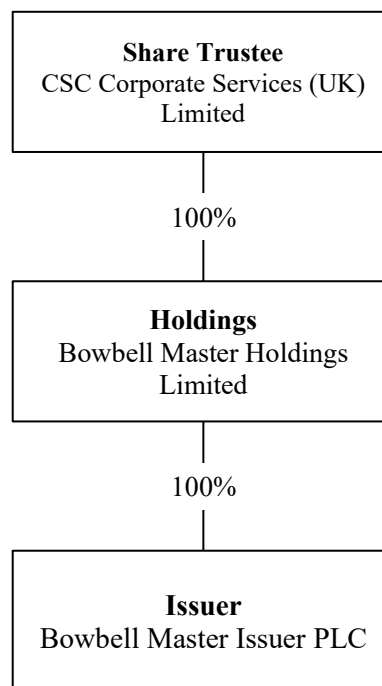 Share Trustee
CSC Corporate Services (UK)
Limited
100%
Holdings
Bowbell Master Holdings
Limited
100%
Issuer
Bowbell Master Issuer PLC